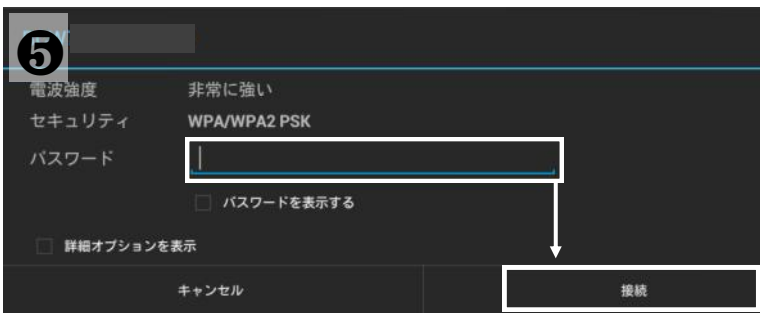 ❺
電波強度 非常に強い
セキュリティ WPA/WPA2 PSK
パスワード
パスワードを表示する
詳細オプションを表示
キャンセル 接続